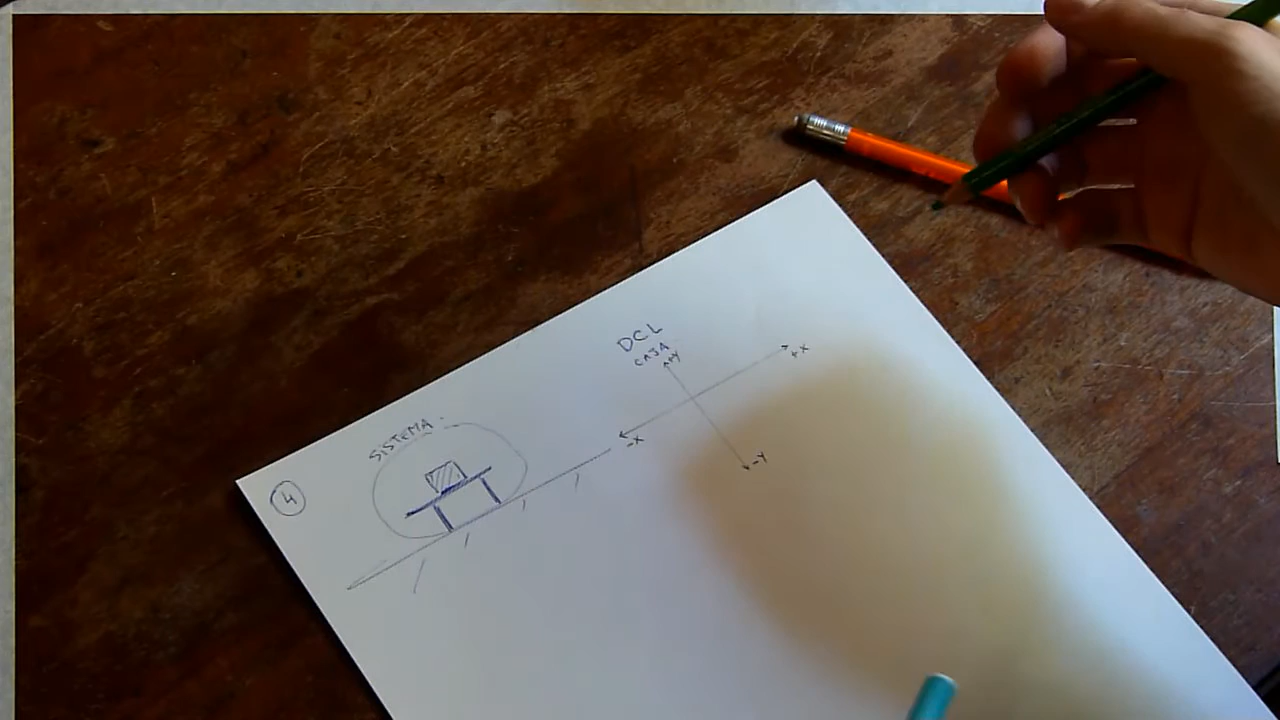 4
SISTEMA
DCL
CAJA
+Y
+X
-X
-Y